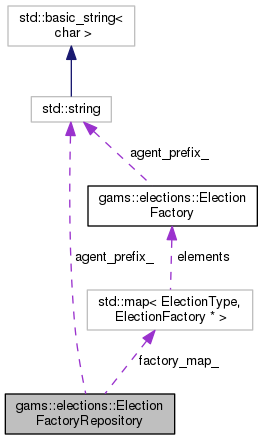 std::basic_string<
char >
std::string
agent_prefix_
gams::elections::Election
Factory
agent_prefix_
elements
std::map< ElectionType,
ElectionFactory * >
factory_map_
gams::elections::Election
FactoryRepository